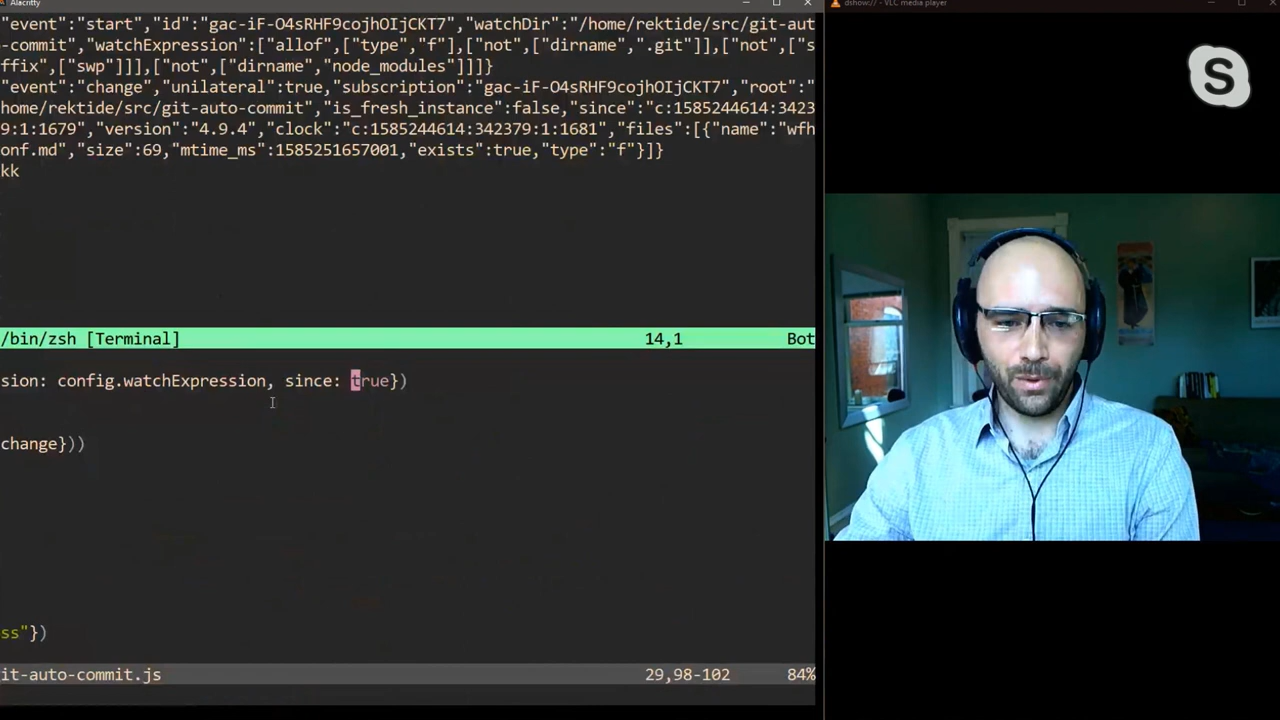 Alacritty
dshow:// - VLC media player
"event":"start","id":"gac-iF-O4sRHF9cojhOIjCKT7","watchDir":"/home/rektide/src/git-aut
-commit","watchExpression":["allof",["type","f"],["not",["dirname",".git"]],["not",["s
ffix",["swp"]]],["not",["dirname","node_modules"]]]}
"event":"change","unilateral":true,"subscription":"gac-iF-O4sRHF9cojhOIjCKT7","root":"
home/rektide/src/git-auto-commit","is_fresh_instance":false,"since":"c:1585244614:3423
9:1:1679","version":"4.9.4","clock":"c:1585244614:342379:1:1681","files":[{"name":"wfh
onf.md","size":69,"mtime_ms":1585251657001,"exists":true,"type":"f"}]}
kk
/bin/zsh [Terminal] 14,1 Bot
sion: config.watchExpression, since: true})
change}))
ss"})
it-auto-commit.js 29,98-102 84%
S